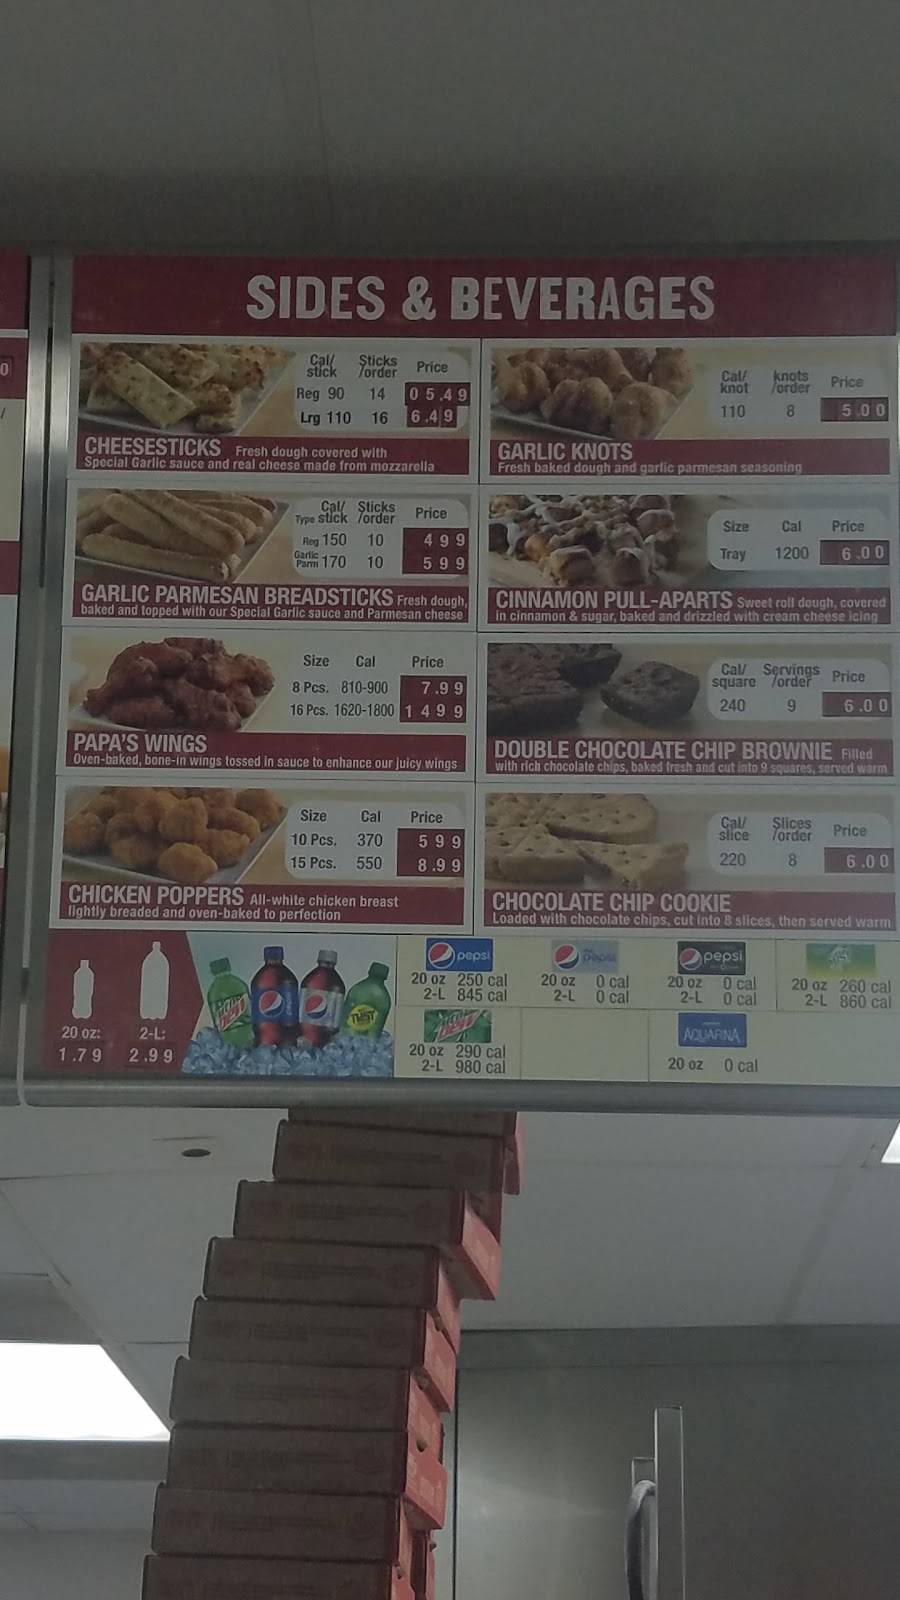 SIDES & BEVERAGES
Cal/ stick Sticks /order Price
Reg 90 14 05.49
Lrg 110 16 6.49
CHEESESTICKS Fresh dough covered with
Special Garlic sauce and real cheese made from mozzarella
Cal/ knot knots /order Price
110 8 5.00
GARLIC KNOTS
Fresh baked dough and garlic parmesan seasoning
Type Cal/ stick Sticks /order Price
Reg 150 10 499
Garlic Parm 170 10 599
GARLIC PARMESAN BREADSTICKS Fresh dough,
baked and topped with our Special Garlic sauce and Parmesan cheese
Size Cal Price
Tray 1200 6.00
CINNAMON PULL-APARTS Sweet roll dough, covered
in cinnamon & sugar, baked and drizzled with cream cheese icing
Size Cal Price
8 Pcs. 810-900 7.99
16 Pcs. 1620-1800 1499
PAPA'S WINGS
Oven-baked, bone-in wings tossed in sauce to enhance our juicy wings
Cal/ square Servings /order Price
240 9 6.00
DOUBLE CHOCOLATE CHIP BROWNIE Filled
with rich chocolate chips, baked fresh and cut into 9 squares, served warm
Size Cal Price
10 Pcs. 370 599
15 Pcs. 550 8.99
CHICKEN POPPERS All-white chicken breast
lightly breaded and oven-baked to perfection
Cal/ slice Slices /order Price
220 8 6.00
CHOCOLATE CHIP COOKIE
Loaded with chocolate chips, cut into 8 slices, then served warm
20 oz: 1.79
2-L: 2.99
pepsi
20 oz 250 cal
2-L 845 cal
pepsi
20 oz 0 cal
2-L 0 cal
pepsi
20 oz 0 cal
2-L 0 cal
20 oz 260 cal
2-L 860 cal
Mtn Dew
20 oz 290 cal
2-L 980 cal
AQUAFINA
20 oz 0 cal